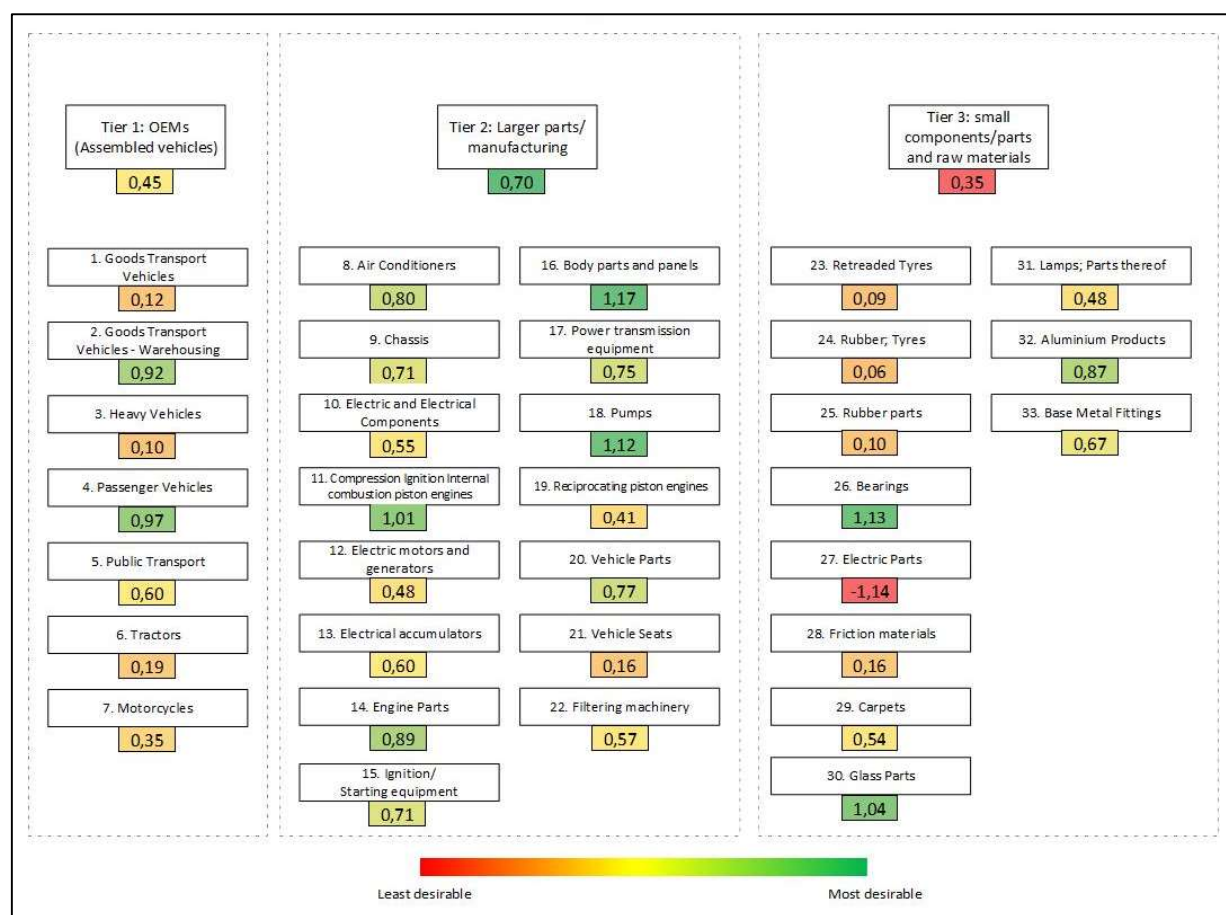 Tier 1: OEMs
(Assembled vehicles)
0,45
1. Goods Transport
Vehicles
0,12
2. Goods Transport
Vehicles - Warehousing
0,92
3. Heavy Vehicles
0,10
4. Passenger Vehicles
0,97
5. Public Transport
0,60
6. Tractors
0,19
7. Motorcycles
0,35
Tier 2: Larger parts/
manufacturing
0,70
8. Air Conditioners
0,80
9. Chassis
0,71
10. Electric and Electrical
Components
0,55
11. Compression Ignition Internal
combustion piston engines
1,01
12. Electric motors and
generators
0,48
13. Electrical accumulators
0,60
14. Engine Parts
0,89
15. Ignition/
Starting equipment
0,71
16. Body parts and panels
1,17
17. Power transmission
equipment
0,75
18. Pumps
1,12
19. Reciprocating piston engines
0,41
20. Vehicle Parts
0,77
21. Vehicle Seats
0,16
22. Filtering machinery
0,57
Tier 3: small
components/parts
and raw materials
0,35
23. Retreaded Tyres
0,09
24. Rubber; Tyres
0,06
25. Rubber parts
0,10
26. Bearings
1,13
27. Electric Parts
-1,14
28. Friction materials
0,16
29. Carpets
0,54
30. Glass Parts
1,04
31. Lamps; Parts thereof
0,48
32. Aluminium Products
0,87
33. Base Metal Fittings
0,67
Least desirable
Most desirable